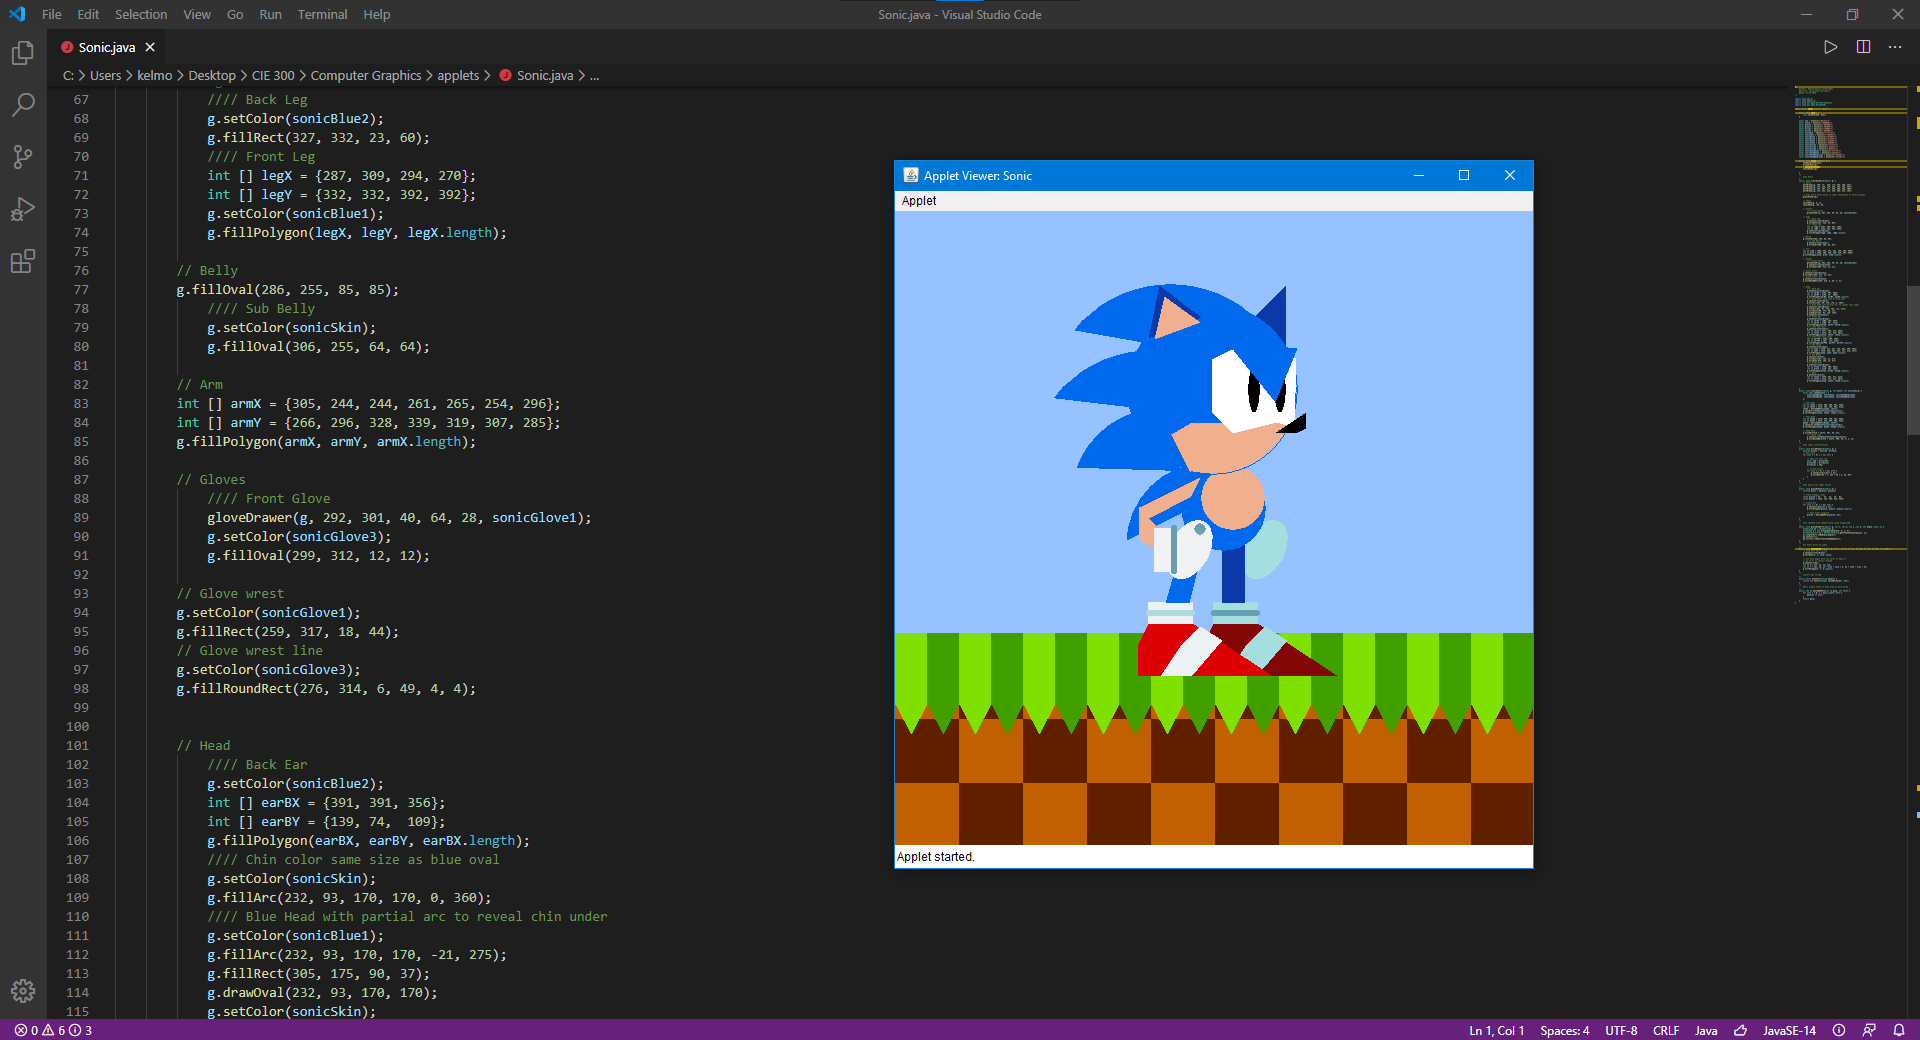 File Edit Selection View Go Run Terminal Help
Sonic.java - Visual Studio Code
Sonic.java
C: > Users > kelmo > Desktop > CIE 300 > Computer Graphics > applets > Sonic.java > ...
67 //// Back Leg
68 g.setColor(sonicBlue2);
69 g.fillRect(327, 332, 23, 60);
70 //// Front Leg
71 int [] legX = {287, 309, 294, 270};
72 int [] legY = {332, 332, 392, 392};
73 g.setColor(sonicBlue1);
74 g.fillPolygon(legX, legY, legX.length);
75
76 // Belly
77 g.fillOval(286, 255, 85, 85);
78 //// Sub Belly
79 g.setColor(sonicSkin);
80 g.fillOval(306, 255, 64, 64);
81
82 // Arm
83 int [] armX = {305, 244, 244, 261, 265, 254, 296};
84 int [] armY = {266, 296, 328, 339, 319, 307, 285};
85 g.fillPolygon(armX, armY, armX.length);
86
87 // Gloves
88 //// Front Glove
89 gloveDrawer(g, 292, 301, 40, 64, 28, sonicGlove1);
90 g.setColor(sonicGlove3);
91 g.fillOval(299, 312, 12, 12);
92
93 // Glove wrest
94 g.setColor(sonicGlove1);
95 g.fillRect(259, 317, 18, 44);
96 // Glove wrest line
97 g.setColor(sonicGlove3);
98 g.fillRoundRect(276, 314, 6, 49, 4, 4);
99
100
101 // Head
102 //// Back Ear
103 g.setColor(sonicBlue2);
104 int [] earBX = {391, 391, 356};
105 int [] earBY = {139, 74,  109};
106 g.fillPolygon(earBX, earBY, earBX.length);
107 //// Chin color same size as blue oval
108 g.setColor(sonicSkin);
109 g.fillArc(232, 93, 170, 170, 0, 360);
110 //// Blue Head with partial arc to reveal chin under
111 g.setColor(sonicBlue1);
112 g.fillArc(232, 93, 170, 170, -21, 275);
113 g.fillRect(305, 175, 90, 37);
114 g.drawOval(232, 93, 170, 170);
115 g.setColor(sonicSkin);
Applet Viewer: Sonic
Applet
Applet started.
0 6 3
Ln 1, Col 1 Spaces: 4 UTF-8 CRLF Java JavaSE-14